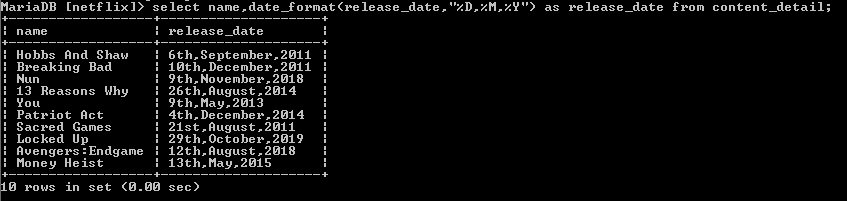 MariaDB [netflix]> select name,date_format(release_date,"%D,%M,%Y") as release_date from content_detail;
+-----------------+--------------------+
| name            | release_date       |
+-----------------+--------------------+
| Hobbs And Shaw  | 6th,September,2011 |
| Breaking Bad    | 10th,December,2011 |
| Nun             | 9th,November,2018  |
| 13 Reasons Why  | 26th,August,2014   |
| You             | 9th,May,2013       |
| Patriot Act     | 4th,December,2014  |
| Sacred Games    | 21st,August,2011   |
| Locked Up       | 29th,October,2019  |
| Avengers:Endgame | 12th,August,2018   |
| Money Heist     | 13th,May,2015      |
+-----------------+--------------------+
10 rows in set (0.00 sec)